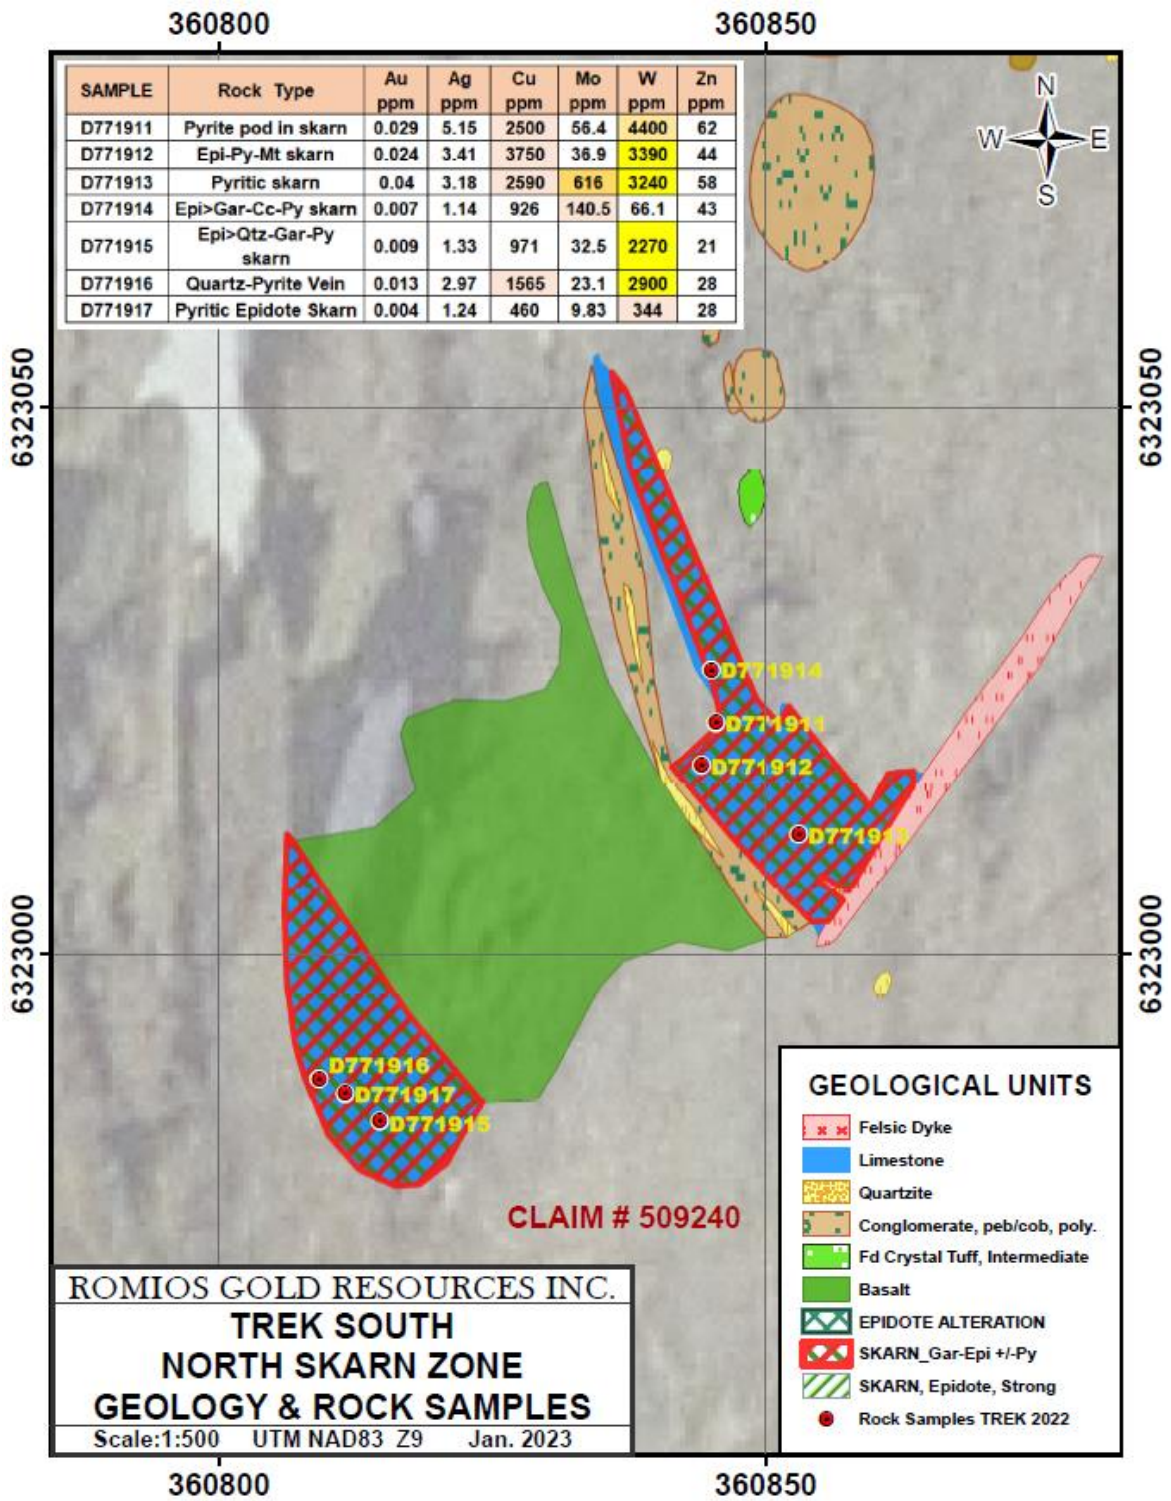 360800 360850
SAMPLE Rock Type Au ppm Ag ppm Cu ppm Mo ppm W ppm Zn ppm
D771911 Pyrite pod in skarn 0.029 5.15 2500 56.4 4400 62
D771912 Epi-Py-Mt skarn 0.024 3.41 3750 36.9 3390 44
D771913 Pyritic skarn 0.04 3.18 2590 616 3240 58
D771914 Epi>Gar-Cc-Py skarn 0.007 1.14 926 140.5 66.1 43
D771915 Epi>Qtz-Gar-Py skarn 0.009 1.33 971 32.5 2270 21
D771916 Quartz-Pyrite Vein 0.013 2.97 1565 23.1 2900 28
D771917 Pyritic Epidote Skarn 0.004 1.24 460 9.83 344 28
N
W E
S
6323050 6323050
D771914
D771911
D771912
D771913
6323000 6323000
D771916
D771917
D771915
CLAIM # 509240
GEOLOGICAL UNITS
Felsic Dyke
Limestone
Quartzite
Conglomerate, peb/cob, poly.
Fd Crystal Tuff, Intermediate
Basalt
EPIDOTE ALTERATION
SKARN_Gar-Epi +/-Py
SKARN, Epidote, Strong
Rock Samples TREK 2022
ROMIOS GOLD RESOURCES INC.
TREK SOUTH
NORTH SKARN ZONE
GEOLOGY & ROCK SAMPLES
Scale:1:500 UTM NAD83 Z9 Jan. 2023
360800 360850